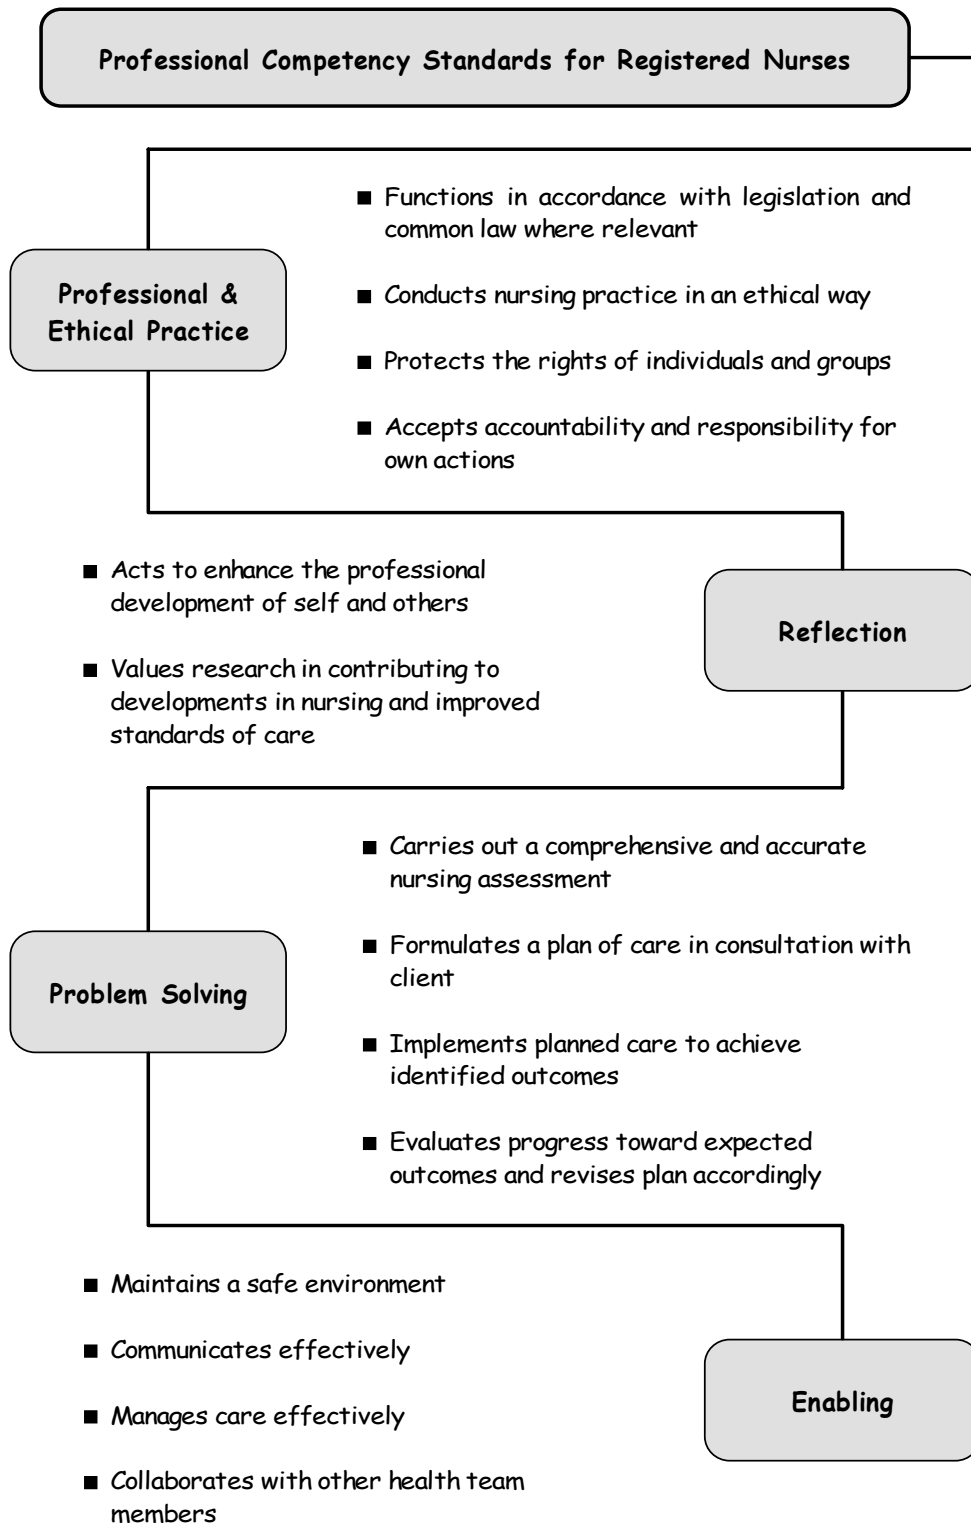 Professional Competency Standards for Registered Nurses
■ Functions in accordance with legislation and
common law where relevant
Professional &
Ethical Practice
■ Conducts nursing practice in an ethical way
■ Protects the rights of individuals and groups
■ Accepts accountability and responsibility for
own actions
■ Acts to enhance the professional
development of self and others
■ Values research in contributing to
developments in nursing and improved
standards of care
Reflection
■ Carries out a comprehensive and accurate
nursing assessment
■ Formulates a plan of care in consultation with
client
■ Implements planned care to achieve
identified outcomes
■ Evaluates progress toward expected
outcomes and revises plan accordingly
Problem Solving
■ Maintains a safe environment
■ Communicates effectively
■ Manages care effectively
■ Collaborates with other health team
members
Enabling